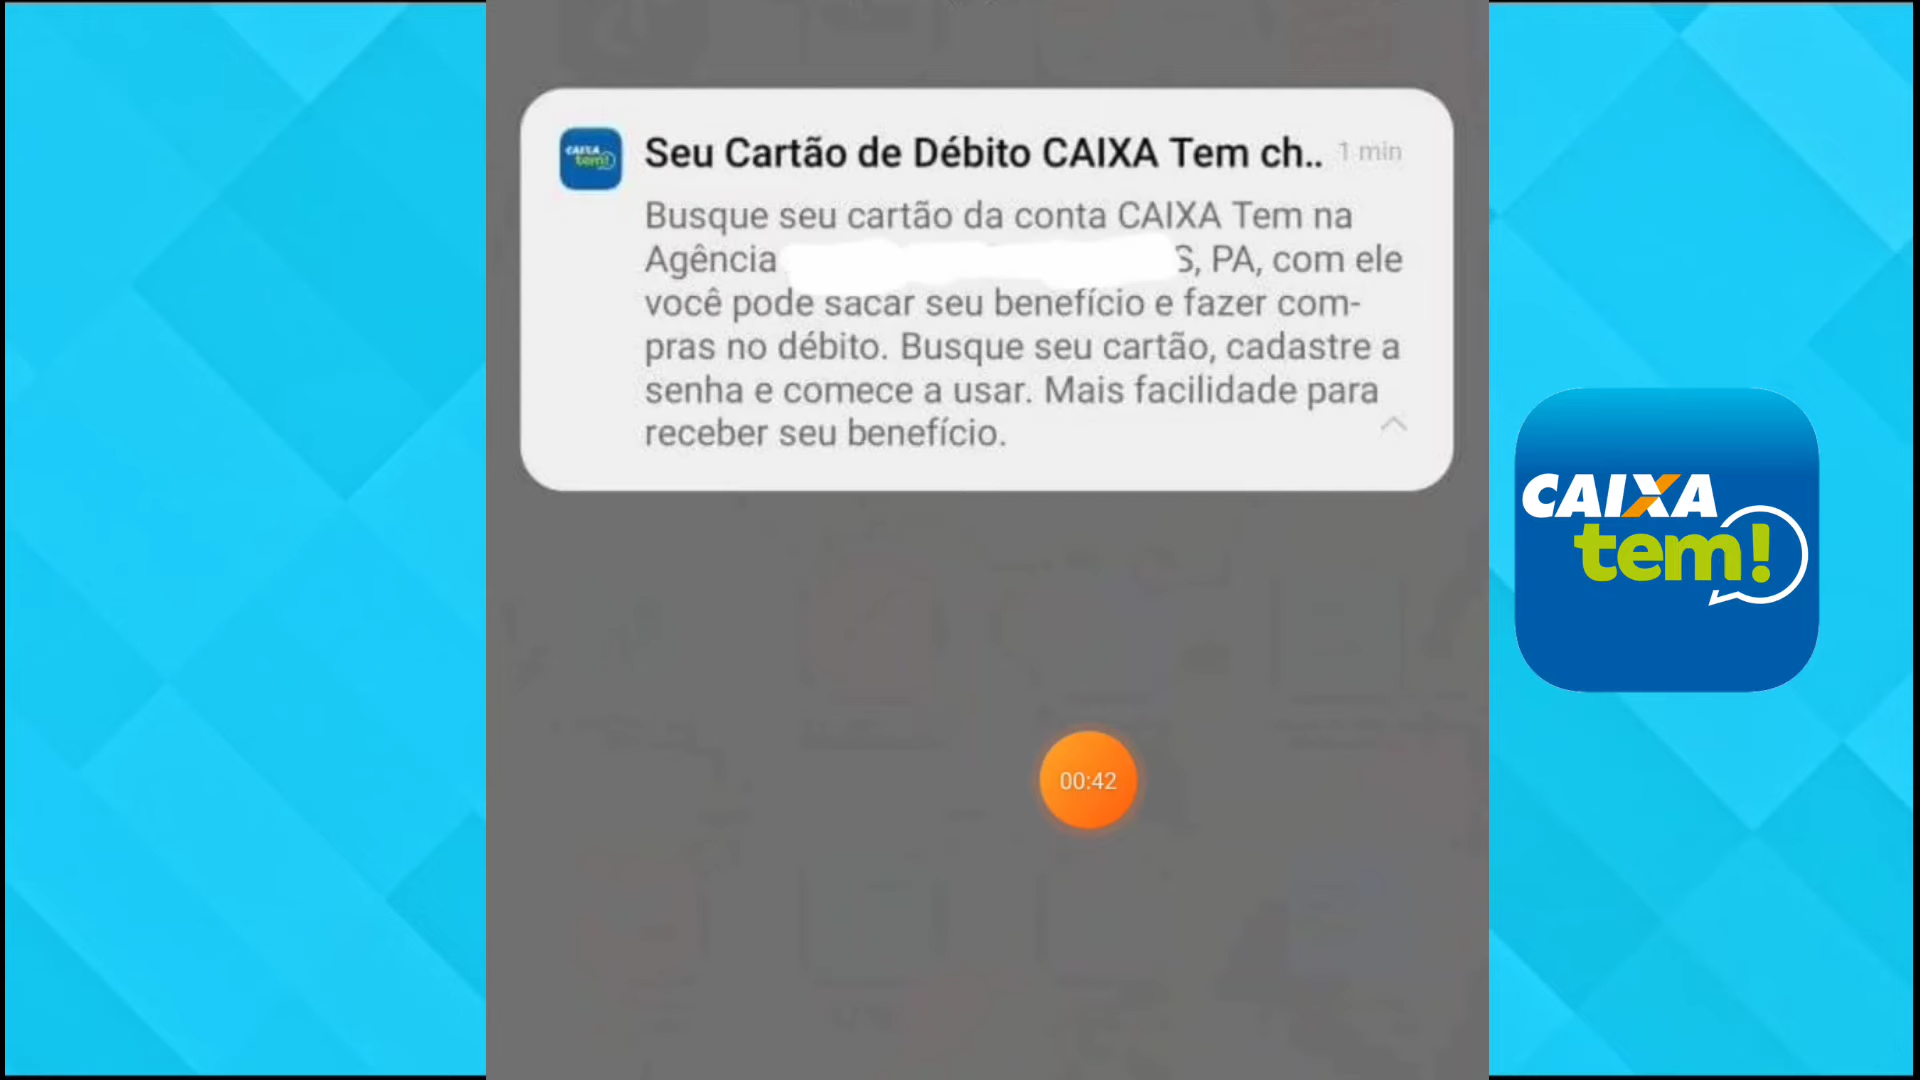 Seu Cartão de Débito CAIXA Tem ch..
1 min
CAIXA
tem!
Busque seu cartão da conta CAIXA Tem na
Agência S, PA, com ele
você pode sacar seu benefício e fazer com-
pras no débito. Busque seu cartão, cadastre a
senha e comece a usar. Mais facilidade para
receber seu benefício.
CAIXA
tem!
00:42